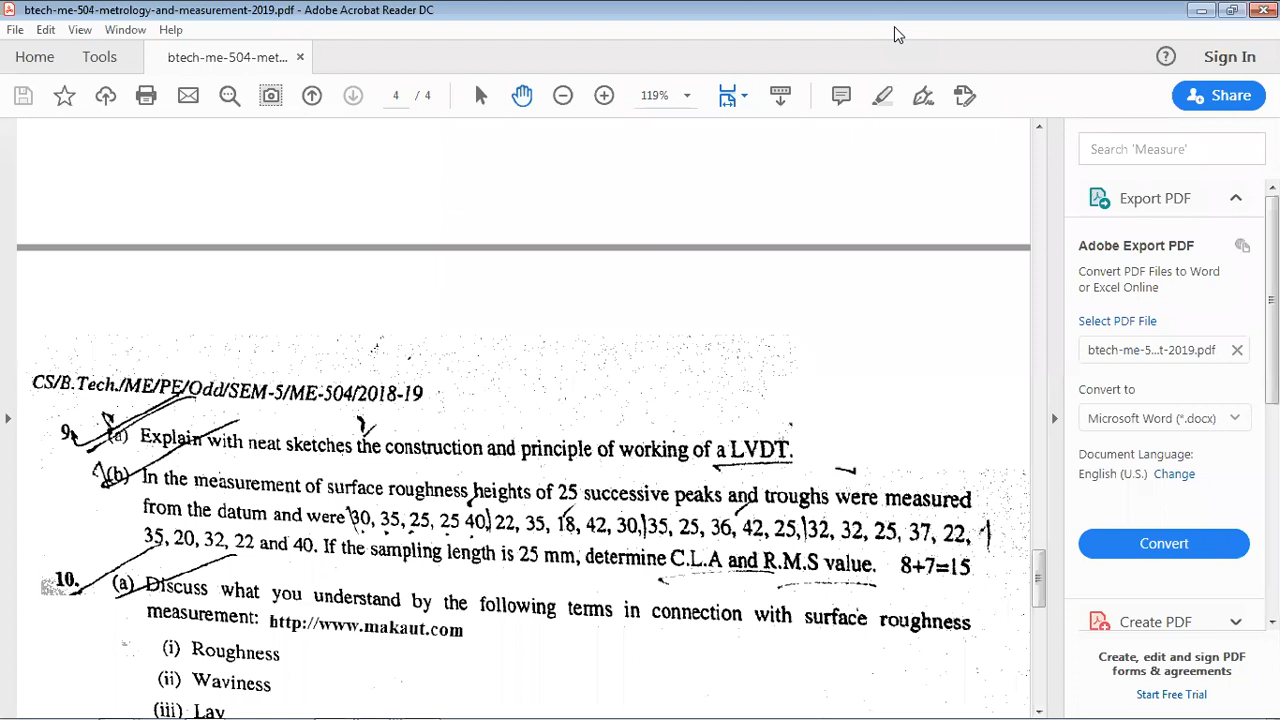 btech-me-504-metrology-and-measurement-2019.pdf - Adobe Acrobat Reader DC
File Edit View Window Help
Home Tools btech-me-504-met... × Sign In
4 / 4 119% Share
Search 'Measure'
Export PDF
Adobe Export PDF
Convert PDF Files to Word
or Excel Online
Select PDF File
btech-me-5...t-2019.pdf ×
Convert to
Microsoft Word (*.docx)
Document Language:
English (U.S.) Change
Convert
Create PDF
Create, edit and sign PDF
forms & agreements
Start Free Trial
CS/B.Tech./ME/PE/Odd/SEM-5/ME-504/2018-19
9. (a) Explain with neat sketches the construction and principle of working of a LVDT.
(b) In the measurement of surface roughness heights of 25 successive peaks and troughs were measured
from the datum and were 30, 35, 25, 25 40, 22, 35, 18, 42, 30, 35, 25, 36, 42, 25, 32, 32, 25, 37, 22,
35, 20, 32, 22 and 40. If the sampling length is 25 mm, determine C.L.A and R.M.S value. 8+7=15
10. (a) Discuss what you understand by the following terms in connection with surface roughness
measurement: http://www.makaut.com
(i) Roughness
(ii) Waviness
(iii) Lay